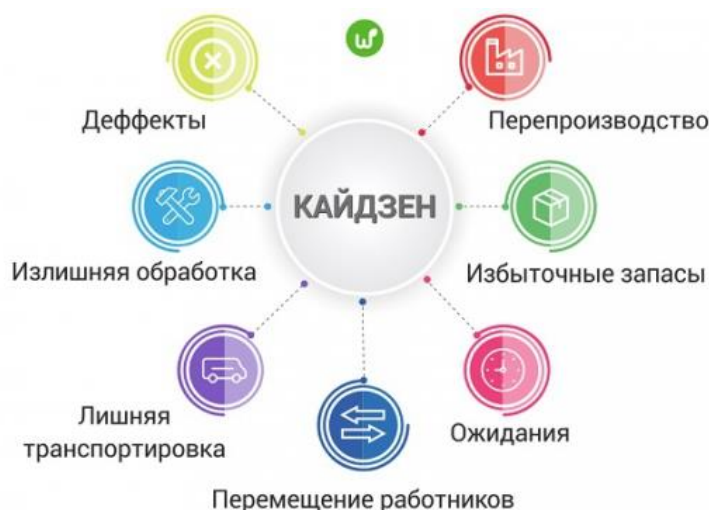 Деффекты
Перепроизводство
КАЙДЗЕН
Излишняя обработка
Избыточные запасы
Лишняя
транспортировка
Ожидания
Перемещение работников